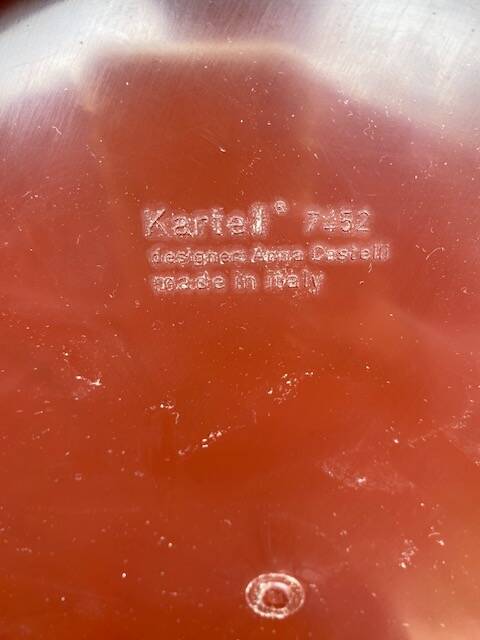 Kartell® 7452
designer: Anna Castelli
made in italy